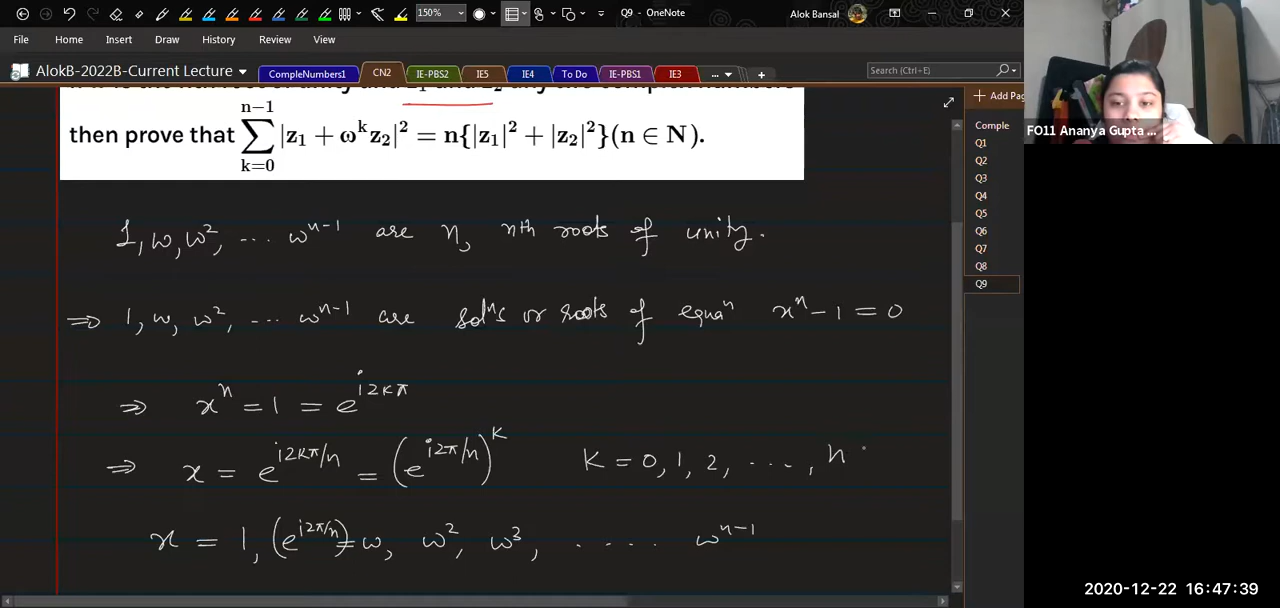 150% Q9 - OneNote Alok Bansal
File Home Insert Draw History Review View
AlokB-2022B-Current Lecture CompleNumbers1 CN2 IE-PBS2 IE5 IE4 To Do IE-PBS1 IE3 ... + Search (Ctrl+E)
Add Pag
then prove that n-1 ∑ k=0 |z₁ + ωᵏz₂|² = n{|z₁|² + |z₂|²}(n ∈ N).
1, ω, ω², ... ωⁿ⁻¹ are n, nth roots of unity.
⇒ 1, ω, ω², ... ωⁿ⁻¹ are solⁿs or roots of equaⁿ xⁿ - 1 = 0
⇒ xⁿ = 1 = e^{i2kπ}
⇒ x = e^{i2kπ/n} = (e^{i2π/n})^k K = 0, 1, 2, ...., n
x = 1, (e^{i2π/n}) = ω, ω², ω³, ..... ωⁿ⁻¹
Comple
Q1
Q2
Q3
Q4
Q5
Q6
Q7
Q8
Q9
FO11 Ananya Gupta ...
2020-12-22 16:47:39